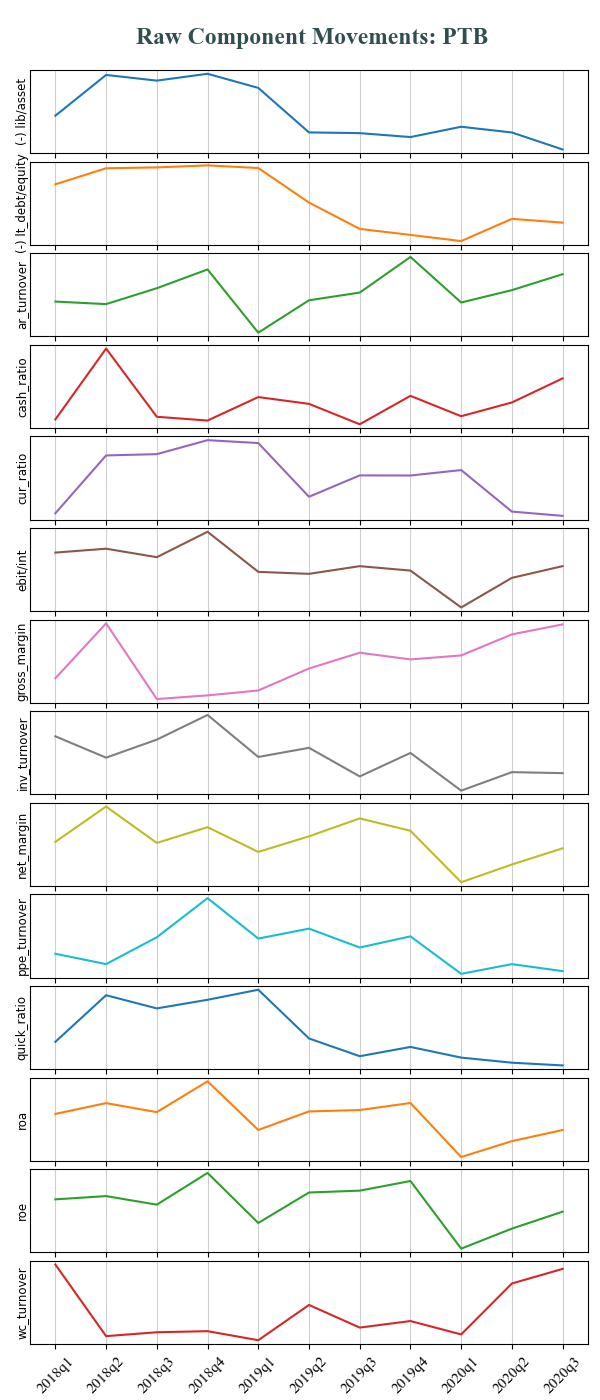 Raw Component Movements: PTB
(-) lib/asset
(-) lt_debt/equity
ar_turnover
cash_ratio
cur_ratio
ebit/int
gross_margin
inv_turnover
net_margin
ppe_turnover
quick_ratio
roa
roe
wc_turnover
2018q1 2018q2 2018q3 2018q4 2019q1 2019q2 2019q3 2019q4 2020q1 2020q2 2020q3